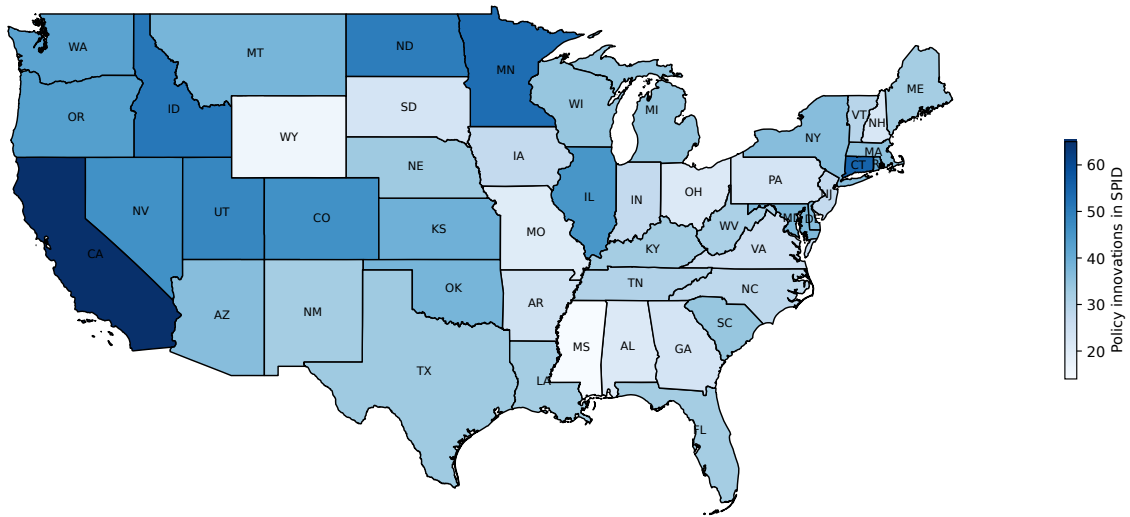 WA
MT
ND
MN
ID
OR
SD
WI
MI
ME
VT
NH
NY
WY
IA
NE
MA
CT
R
PA
NJ
OH
IL
IN
NV
UT
CO
KS
MO
WV
MD
DE
VA
KY
CA
OK
TN
NC
AZ
NM
AR
SC
MS
AL
GA
TX
LA
FL
60
50
40
30
20
Policy innovations in SPID